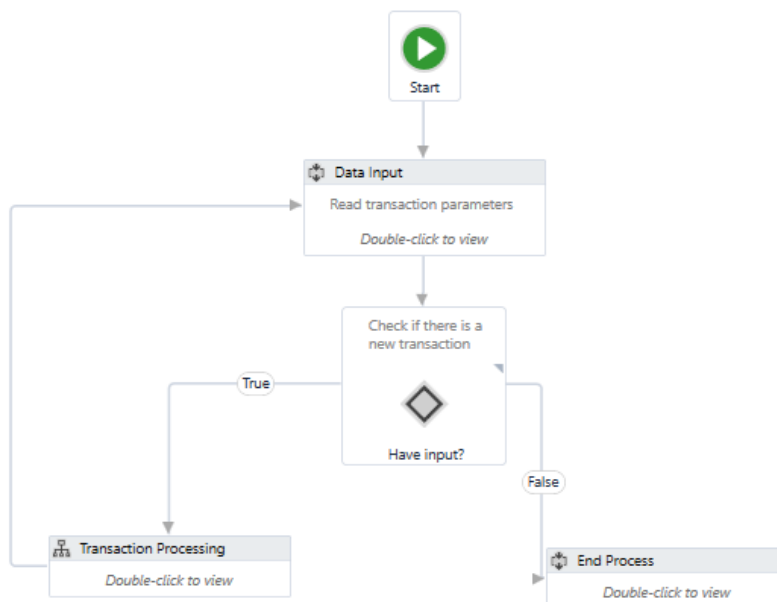 Start
Data Input
Read transaction parameters
Double-click to view
Check if there is a
new transaction
True
Have input?
False
Transaction Processing
Double-click to view
End Process
Double-click to view